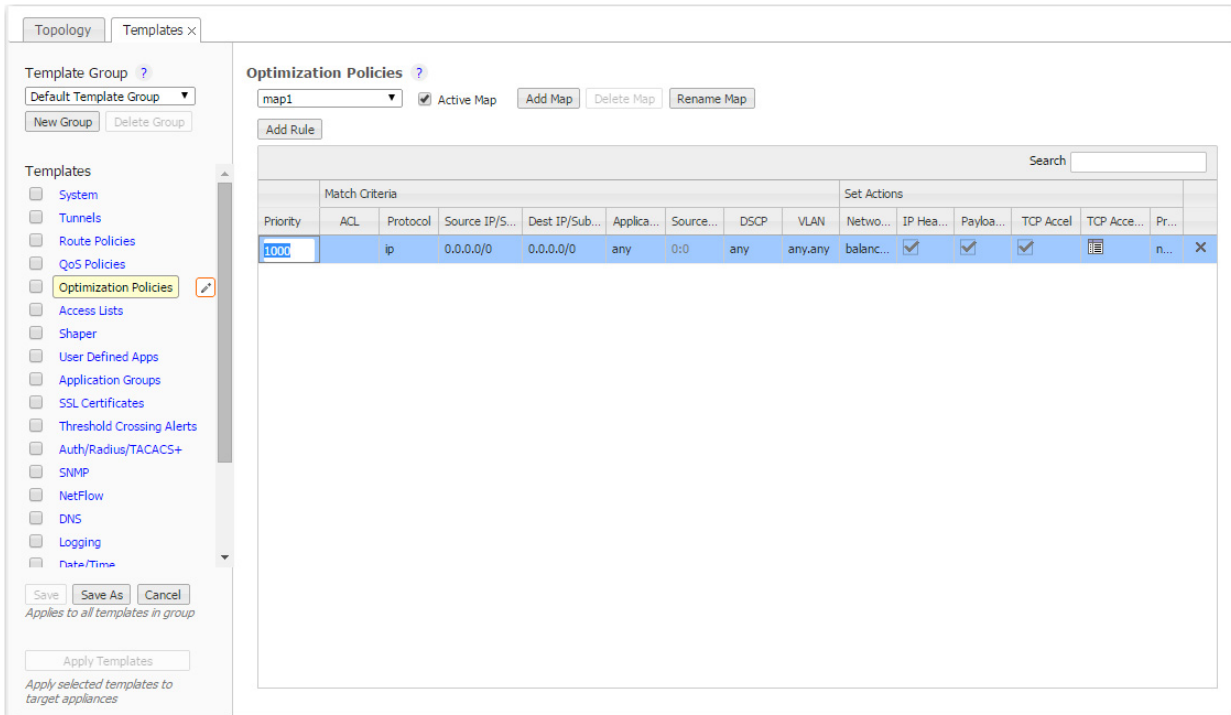 Topology Templates ×
Template Group ?
Default Template Group
New Group Delete Group
Templates
System
Tunnels
Route Policies
QoS Policies
Optimization Policies
Access Lists
Shaper
User Defined Apps
Application Groups
SSL Certificates
Threshold Crossing Alerts
Auth/Radius/TACACS+
SNMP
NetFlow
DNS
Logging
Date/Time
Save Save As Cancel
Applies to all templates in group
Apply Templates
Apply selected templates to
target appliances
Optimization Policies ?
map1 Active Map Add Map Delete Map Rename Map
Add Rule
Search
Match Criteria Set Actions
Priority ACL Protocol Source IP/S... Dest IP/Sub... Applica... Source... DSCP VLAN Netwo... IP Hea... Payloa... TCP Accel TCP Acce... Pr...
1000 ip 0.0.0.0/0 0.0.0.0/0 any 0:0 any any.any balanc... n... ×